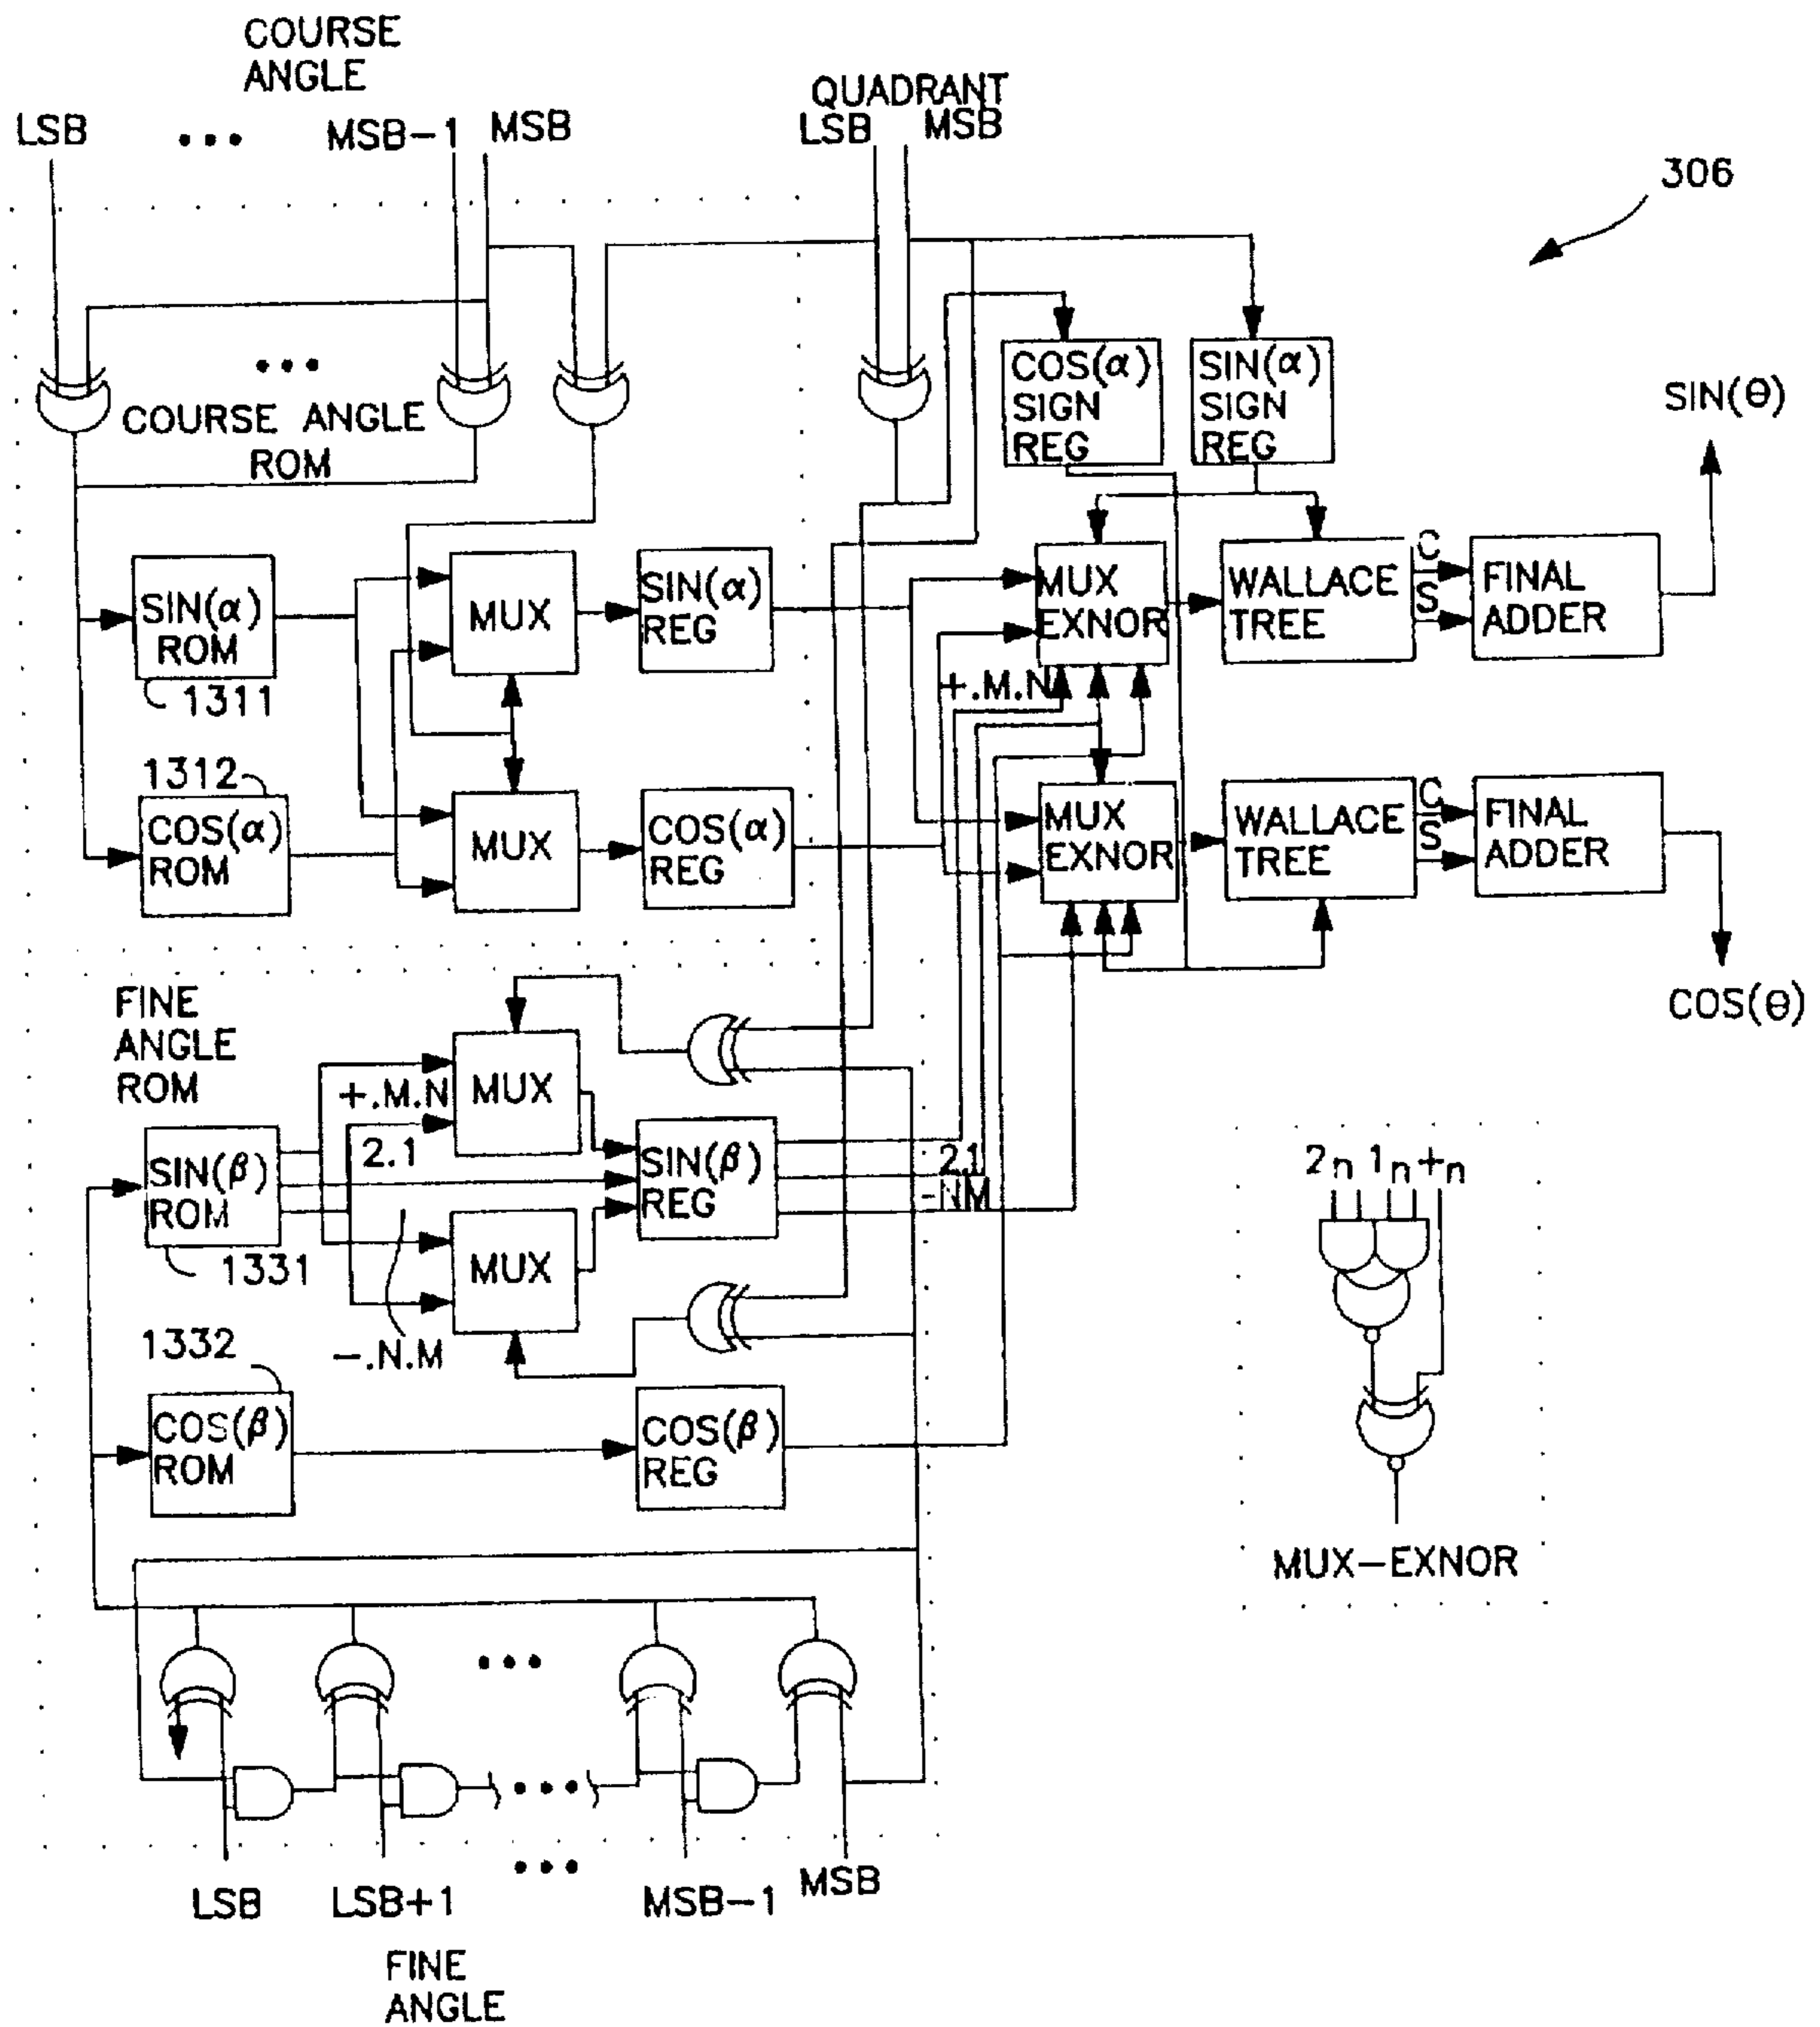 COURSE
ANGLE
LSB ... MSB-1 MSB
QUADRANT
LSB MSB
306
...
COURSE ANGLE
ROM
COS(α)
SIGN
REG
SIN(α)
SIGN
REG
SIN(θ)
SIN(α)
ROM
1311
MUX
SIN(α)
REG
MUX
EXNOR
+.M.N
WALLACE
TREE
C
S
FINAL
ADDER
1312
COS(α)
ROM
MUX
COS(α)
REG
MUX
EXNOR
WALLACE
TREE
C
S
FINAL
ADDER
COS(θ)
FINE
ANGLE
ROM
MUX
+.M.N
2.1
SIN(β)
ROM
1331
SIN(β)
REG
2.1
-NM
MUX
-.N.M
1332
COS(β)
ROM
COS(β)
REG
2n 1n +n
MUX-EXNOR
...
...
LSB LSB+1 ... MSB-1 MSB
FINE
ANGLE